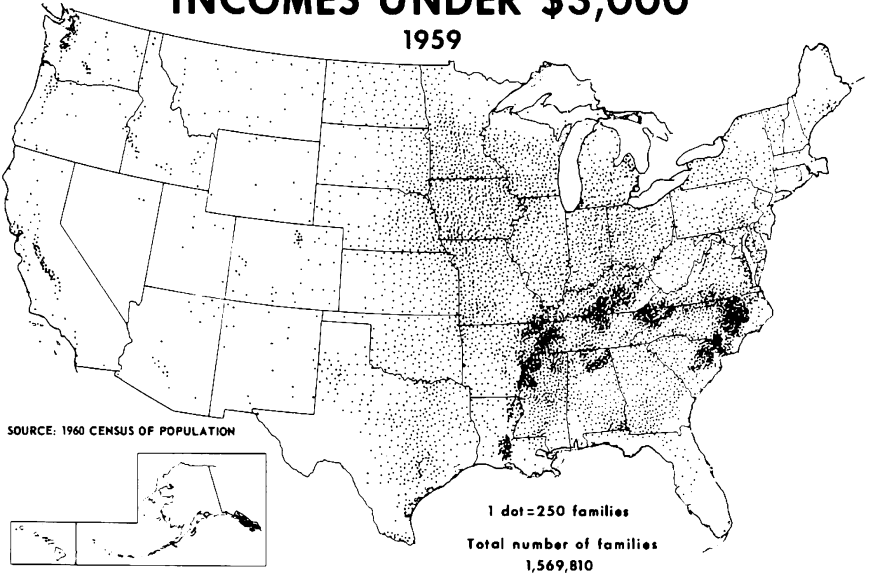 INCOMES UNDER $3,000
1959
SOURCE: 1960 CENSUS OF POPULATION
1 dot=250 families
Total number of families
1,569,810